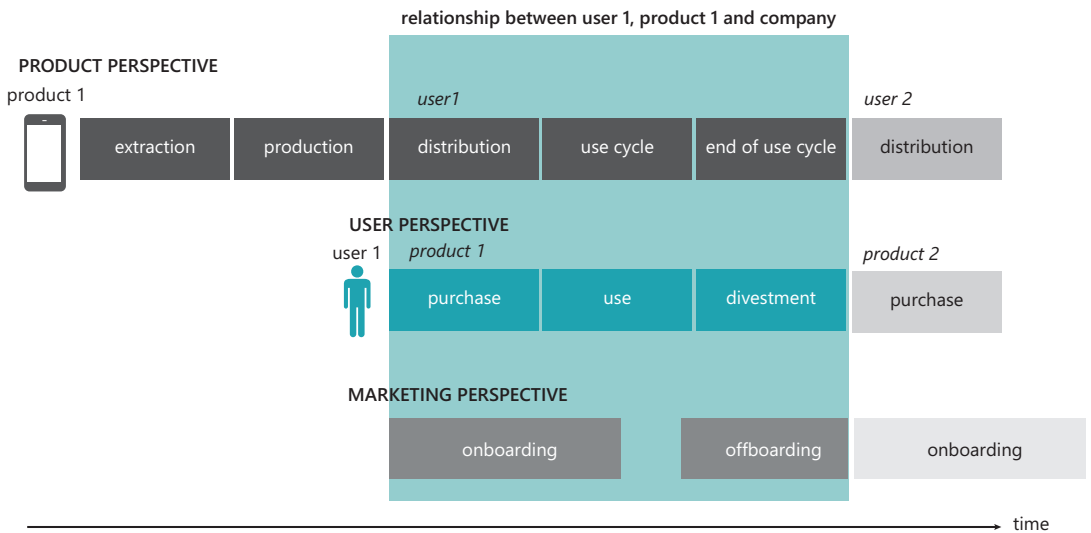 relationship between user 1, product 1 and company
PRODUCT PERSPECTIVE
product 1
user1
user 2
extraction
production
distribution
use cycle
end of use cycle
distribution
USER PERSPECTIVE
user 1
product 1
product 2
purchase
use
divestment
purchase
MARKETING PERSPECTIVE
onboarding
offboarding
onboarding
time